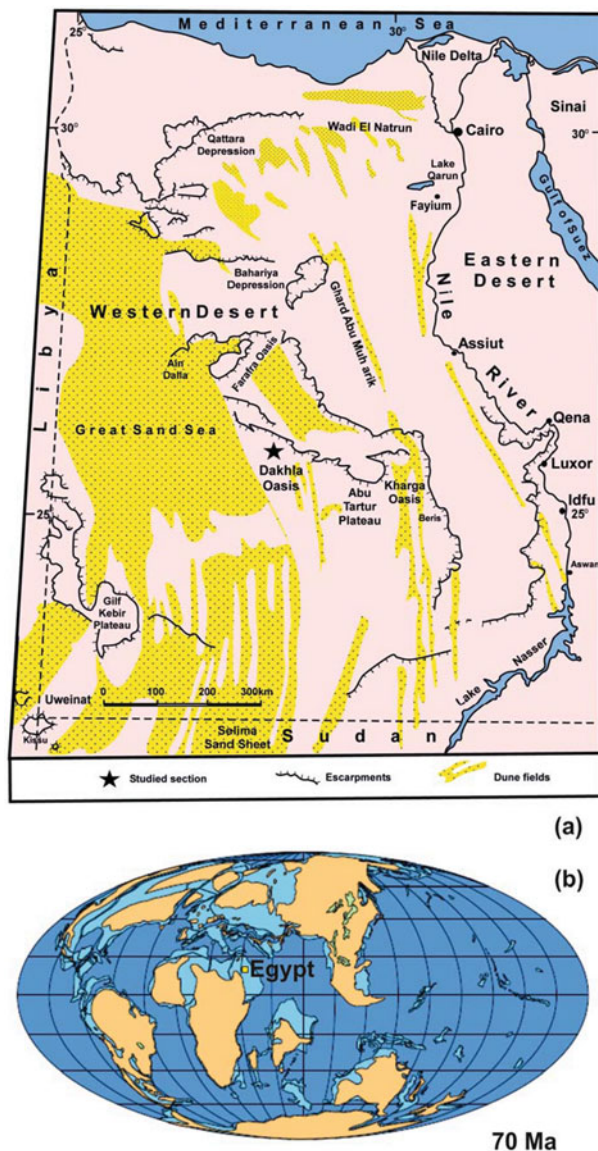 Mediterranean Sea
25°
30°
Nile Delta
Sinai
30°
Wadi El Natrun
Cairo
30°
Qattara
Depression
Lake
Qarun
Gulf of Suez
Fayium
Libya
Eastern
Desert
Bahariya
Depression
Nile
Western Desert
Ghard Abu Muh arik
Assiut
Ain
Dalla
Farafra Oasis
River
Qena
Great Sand Sea
Luxor
Dakhla
Oasis
Kharga
Oasis
Abu
Tartur
Plateau
Idfu
25°
25°
Beris
Aswan
Gilf
Kebir
Plateau
Lake Nasser
Uweinat
0 100 200 300km
Kissu
Selima
Sand Sheet
Sudan
Studied section
Escarpments
Dune fields
(a)
(b)
Egypt
70 Ma